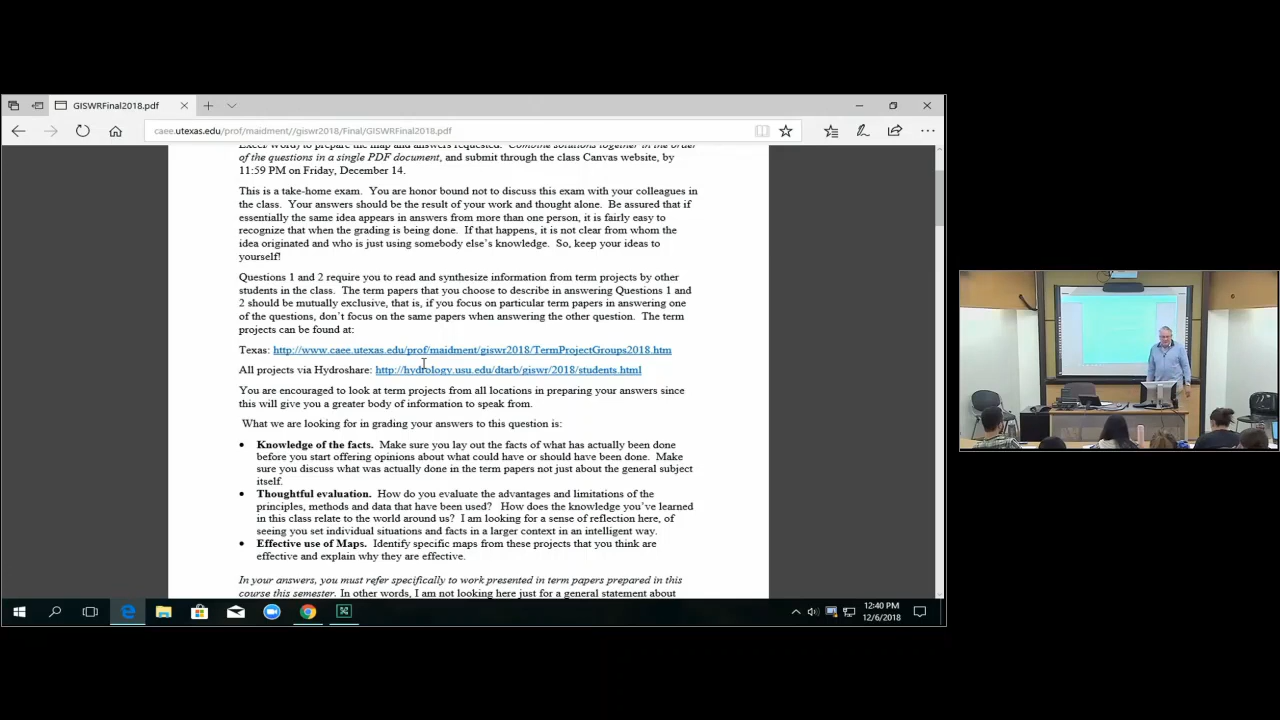 GISWRFinal2018.pdf
caee.utexas.edu/prof/maidment//giswr2018/Final/GISWRFinal2018.pdf
Excel/Word) to prepare the map and answers requested. Combine solutions together in the order
of the questions in a single PDF document, and submit through the class Canvas website, by
11:59 PM on Friday, December 14.
This is a take-home exam. You are honor bound not to discuss this exam with your colleagues in
the class. Your answers should be the result of your work and thought alone. Be assured that if
essentially the same idea appears in answers from more than one person, it is fairly easy to
recognize that when the grading is being done. If that happens, it is not clear from whom the
idea originated and who is just using somebody else's knowledge. So, keep your ideas to
yourself!
Questions 1 and 2 require you to read and synthesize information from term projects by other
students in the class. The term papers that you choose to describe in answering Questions 1 and
2 should be mutually exclusive, that is, if you focus on particular term papers in answering one
of the questions, don't focus on the same papers when answering the other question. The term
projects can be found at:
Texas: http://www.caee.utexas.edu/prof/maidment/giswr2018/TermProjectGroups2018.htm
All projects via Hydroshare: http://hydrology.usu.edu/dtarb/giswr/2018/students.html
You are encouraged to look at term projects from all locations in preparing your answers since
this will give you a greater body of information to speak from.
What we are looking for in grading your answers to this question is:
• Knowledge of the facts. Make sure you lay out the facts of what has actually been done
before you start offering opinions about what could have or should have been done. Make
sure you discuss what was actually done in the term papers not just about the general subject
itself.
• Thoughtful evaluation. How do you evaluate the advantages and limitations of the
principles, methods and data that have been used? How does the knowledge you've learned
in this class relate to the world around us? I am looking for a sense of reflection here, of
seeing you set individual situations and facts in a larger context in an intelligent way.
• Effective use of Maps. Identify specific maps from these projects that you think are
effective and explain why they are effective.
In your answers, you must refer specifically to work presented in term papers prepared in this
course this semester. In other words, I am not looking here just for a general statement about
12:40 PM
12/6/2018